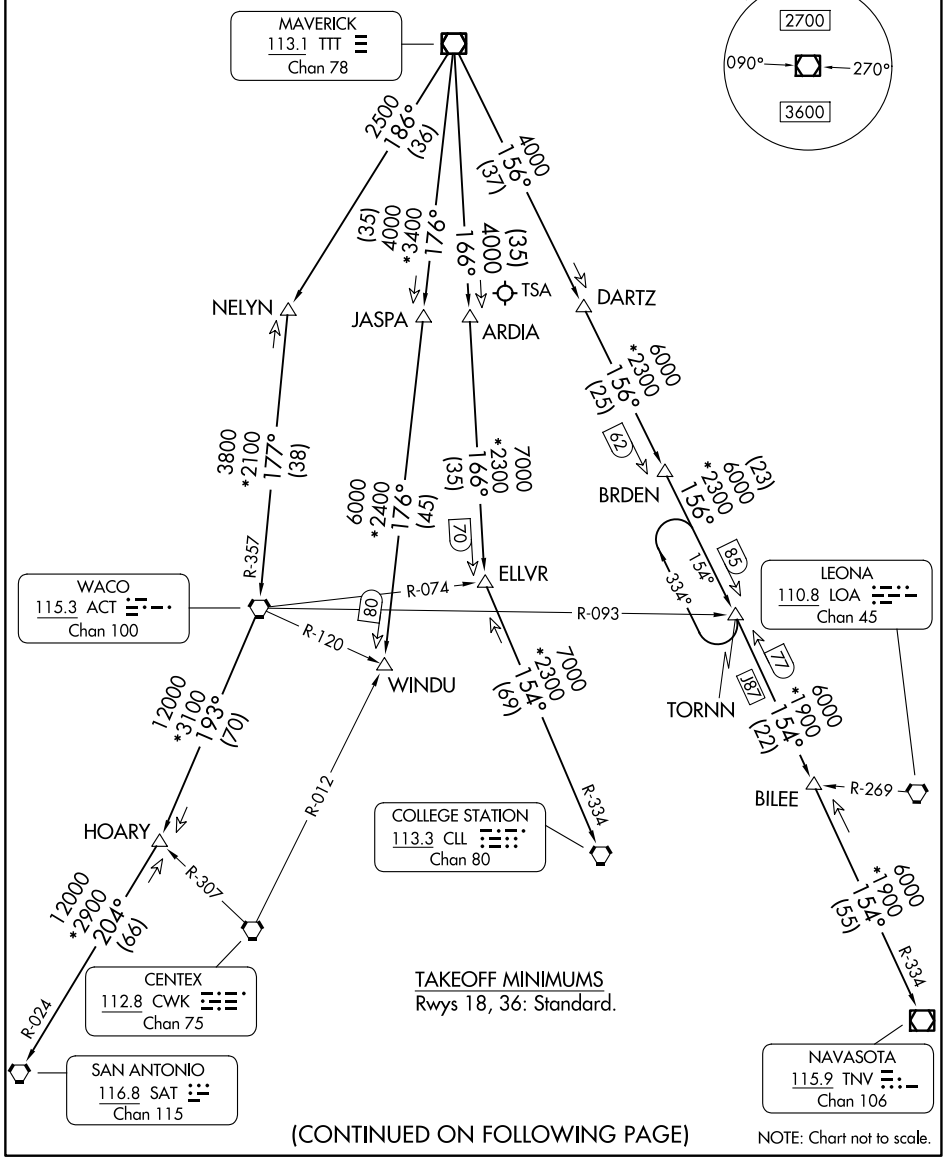 MAVERICK
113.1 TTT
Chan 78
2700
090°
270°
3600
2500
186°
(36)
(35)
4000
*3400
176°
(35)
4000
166°
4000
156°
(37)
TSA
NELYN
JASPA
ARDIA
DARTZ
6000
*2300
156°
(25)
3800
*2100
177°
(38)
6000
*2400
176°
(45)
7000
*2300
166°
(35)
62
BRDEN
(23)
6000
*2300
156°
70
85
154°
334°
R-357
WACO
115.3 ACT
Chan 100
R-074
ELLVR
80
R-093
R-120
WINDU
LEONA
110.8 LOA
Chan 45
77
J87
TORNN
12000
*3100
193°
(70)
7000
*2300
154°
(69)
6000
*1900
154°
(22)
R-012
BILEE
R-269
HOARY
R-307
COLLEGE STATION
113.3 CLL
Chan 80
R-334
12000
*2900
204°
(66)
6000
*1900
154°
(55)
R-334
R-024
CENTEX
112.8 CWK
Chan 75
TAKEOFF MINIMUMS
Rwys 18, 36: Standard.
SAN ANTONIO
116.8 SAT
Chan 115
NAVASOTA
115.9 TNV
Chan 106
(CONTINUED ON FOLLOWING PAGE)
NOTE: Chart not to scale.